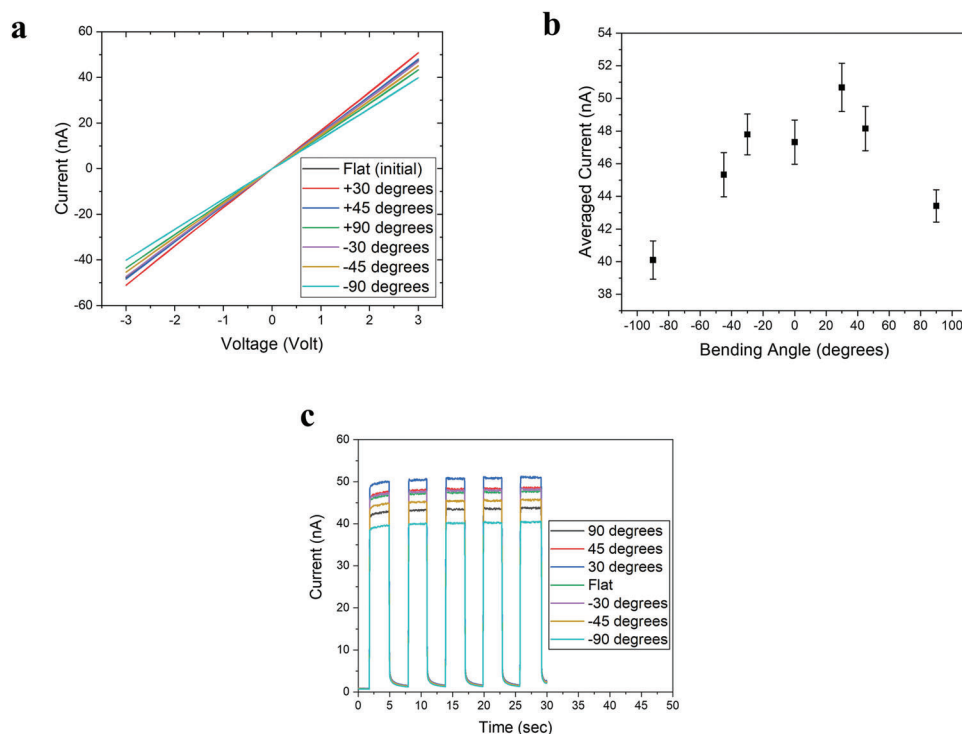 a
Current (nA)
60
40
20
0
-20
-40
-60
-3
-2
-1
0
1
2
3
Voltage (Volt)
Flat (initial)
+30 degrees
+45 degrees
+90 degrees
-30 degrees
-45 degrees
-90 degrees
b
Averaged Current (nA)
54
52
50
48
46
44
42
40
38
-100 -80 -60 -40 -20 0 20 40 60 80 100
Bending Angle (degrees)
c
Current (nA)
60
50
40
30
20
10
0
0 5 10 15 20 25 30 35 40 45 50
Time (sec)
90 degrees
45 degrees
30 degrees
Flat
-30 degrees
-45 degrees
-90 degrees